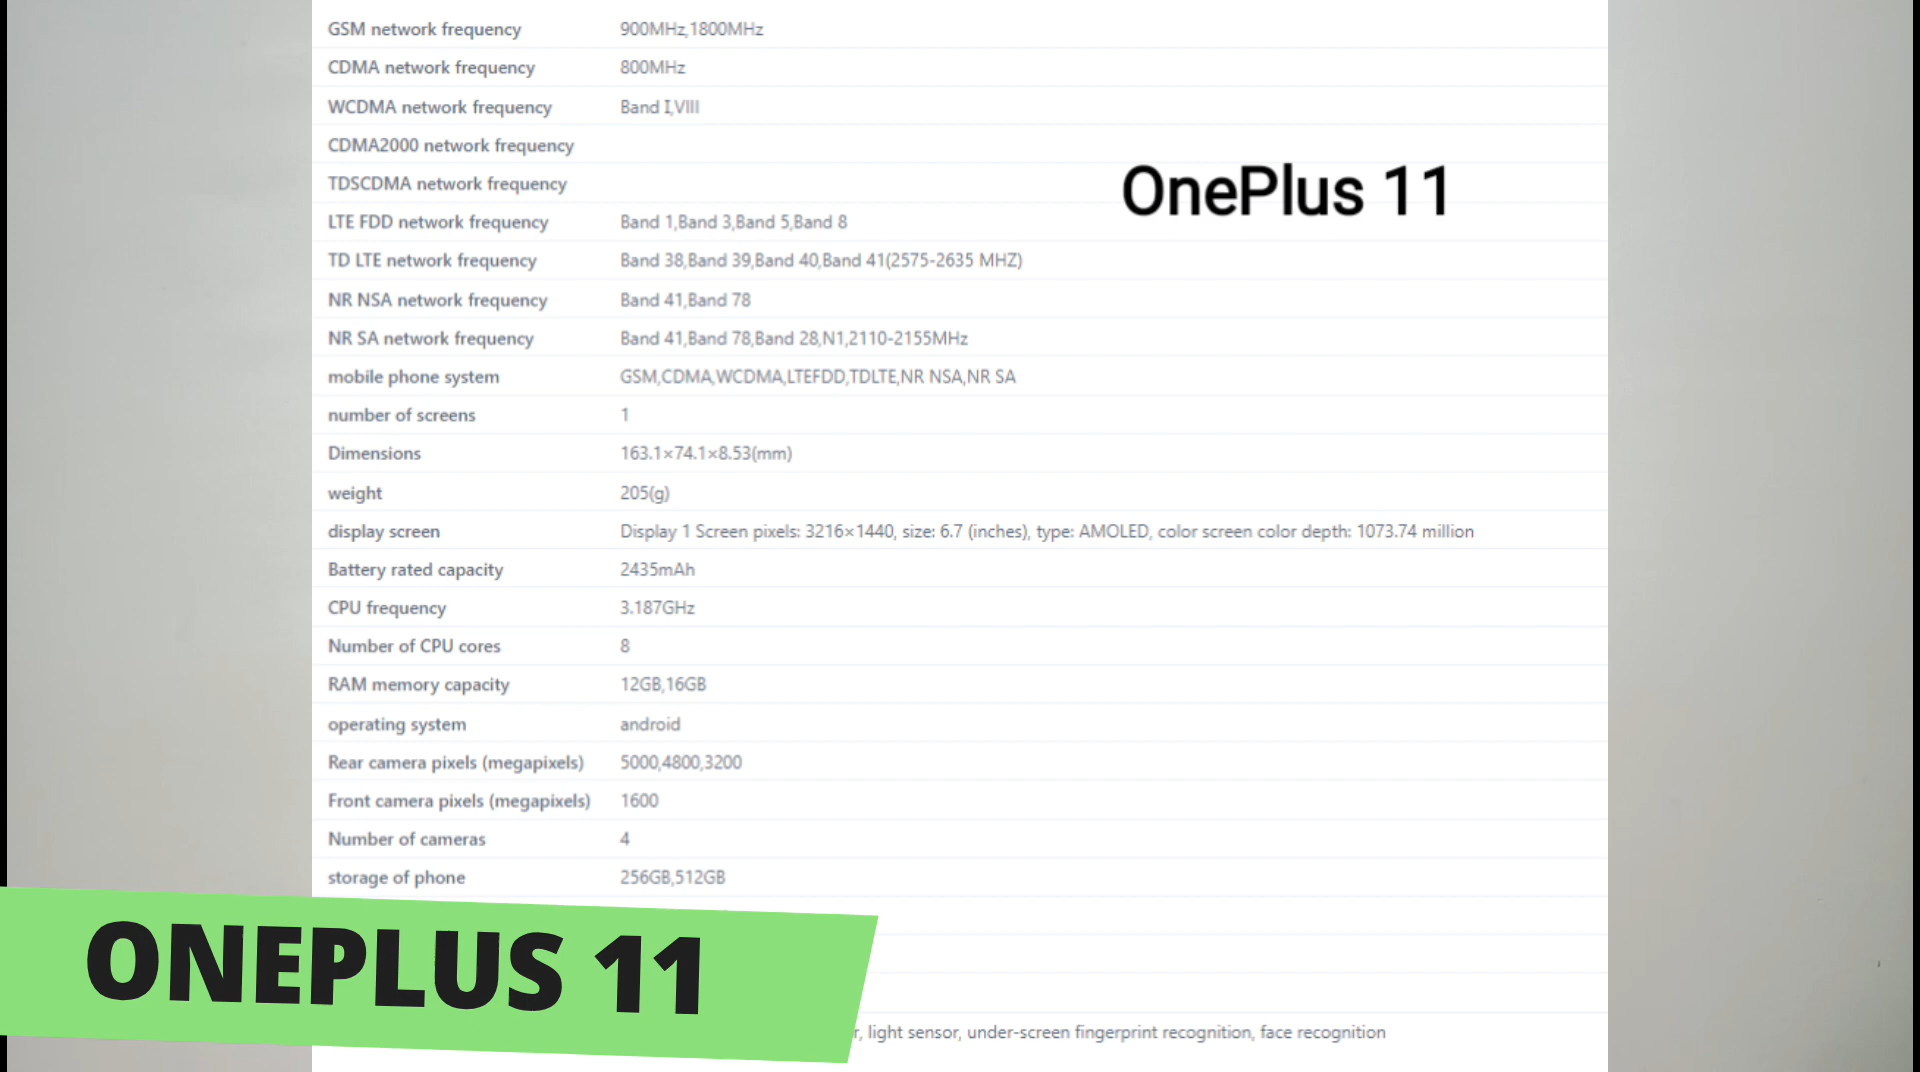 GSM network frequency 900MHz,1800MHz
CDMA network frequency 800MHz
WCDMA network frequency Band I,VIII
CDMA2000 network frequency
TDSCDMA network frequency
OnePlus 11
LTE FDD network frequency Band 1,Band 3,Band 5,Band 8
TD LTE network frequency Band 38,Band 39,Band 40,Band 41(2575-2635 MHZ)
NR NSA network frequency Band 41,Band 78
NR SA network frequency Band 41,Band 78,Band 28,N1,2110-2155MHz
mobile phone system GSM,CDMA,WCDMA,LTEFDD,TDLTE,NR NSA,NR SA
number of screens 1
Dimensions 163.1×74.1×8.53(mm)
weight 205(g)
display screen Display 1 Screen pixels: 3216×1440, size: 6.7 (inches), type: AMOLED, color screen color depth: 1073.74 million
Battery rated capacity 2435mAh
CPU frequency 3.187GHz
Number of CPU cores 8
RAM memory capacity 12GB,16GB
operating system android
Rear camera pixels (megapixels) 5000,4800,3200
Front camera pixels (megapixels) 1600
Number of cameras 4
storage of phone 256GB,512GB
ONEPLUS 11
light sensor, under-screen fingerprint recognition, face recognition